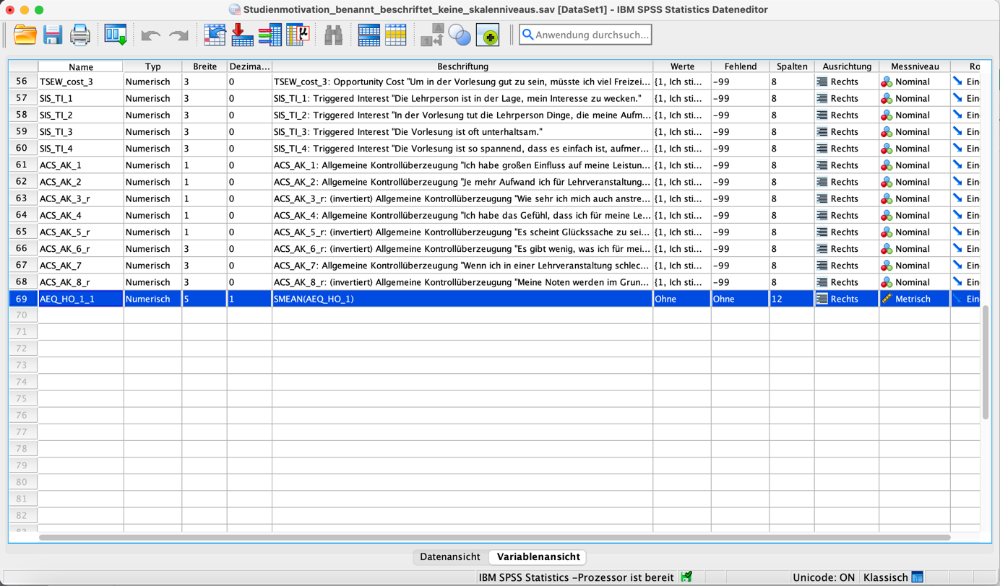 Studienmotivation_benannt_beschriftet_keine_skalenniveaus.sav [DataSet1] - IBM SPSS Statistics Dateneditor
Anwendung durchsuch...
Name Typ Breite Dezima... Beschriftung Werte Fehlend Spalten Ausrichtung Messniveau Ro
56 TSEW_cost_3 Numerisch 3 0 TSEW_cost_3: Opportunity Cost "Um in der Vorlesung gut zu sein, müsste ich viel Freizei... {1, Ich sti... -99 8 Rechts Nominal Ein
57 SIS_TI_1 Numerisch 3 0 SIS_TI_1: Triggered Interest "Die Lehrperson ist in der Lage, mein Interesse zu wecken." {1, Ich sti... -99 8 Rechts Nominal Ein
58 SIS_TI_2 Numerisch 3 0 SIS_TI_2: Triggered Interest "In der Vorlesung tut die Lehrperson Dinge, die meine Aufm... {1, Ich sti... -99 8 Rechts Nominal Ein
59 SIS_TI_3 Numerisch 3 0 SIS_TI_3: Triggered Interest "Die Vorlesung ist oft unterhaltsam." {1, Ich sti... -99 8 Rechts Nominal Ein
60 SIS_TI_4 Numerisch 3 0 SIS_TI_4: Triggered Interest "Die Vorlesung ist so spannend, dass es einfach ist, aufmer... {1, Ich sti... -99 8 Rechts Nominal Ein
61 ACS_AK_1 Numerisch 1 0 ACS_AK_1: Allgemeine Kontrollüberzeugung "Ich habe großen Einfluss auf meine Leistun... {1, Ich sti... -99 8 Rechts Nominal Ein
62 ACS_AK_2 Numerisch 1 0 ACS_AK_2: Allgemeine Kontrollüberzeugung "Je mehr Aufwand ich für Lehrveranstaltung... {1, Ich sti... -99 8 Rechts Nominal Ein
63 ACS_AK_3_r Numerisch 1 0 ACS_AK_3_r: (invertiert) Allgemeine Kontrollüberzeugung "Wie sehr ich mich auch anstre... {1, Ich sti... -99 8 Rechts Nominal Ein
64 ACS_AK_4 Numerisch 1 0 ACS_AK_4: Allgemeine Kontrollüberzeugung "Ich habe das Gefühl, dass ich für meine Le... {1, Ich sti... -99 8 Rechts Nominal Ein
65 ACS_AK_5_r Numerisch 1 0 ACS_AK_5_r: (invertiert) Allgemeine Kontrollüberzeugung "Es scheint Glückssache zu sei... {1, Ich sti... -99 8 Rechts Nominal Ein
66 ACS_AK_6_r Numerisch 3 0 ACS_AK_6_r: (invertiert) Allgemeine Kontrollüberzeugung "Es gibt wenig, was ich für mei... {1, Ich sti... -99 8 Rechts Nominal Ein
67 ACS_AK_7 Numerisch 3 0 ACS_AK_7: Allgemeine Kontrollüberzeugung "Wenn ich in einer Lehrveranstaltung schlec... {1, Ich sti... -99 8 Rechts Nominal Ein
68 ACS_AK_8_r Numerisch 3 0 ACS_AK_8_r: (invertiert) Allgemeine Kontrollüberzeugung "Meine Noten werden im Grun... {1, Ich sti... -99 8 Rechts Nominal Ein
69 AEQ_HO_1_1 Numerisch 5 1 SMEAN(AEQ_HO_1) Ohne Ohne 12 Rechts Metrisch Ein
70
71
72
73
74
75
76
77
78
79
80
81
82
Datenansicht Variablenansicht
IBM SPSS Statistics -Prozessor ist bereit Unicode: ON Klassisch